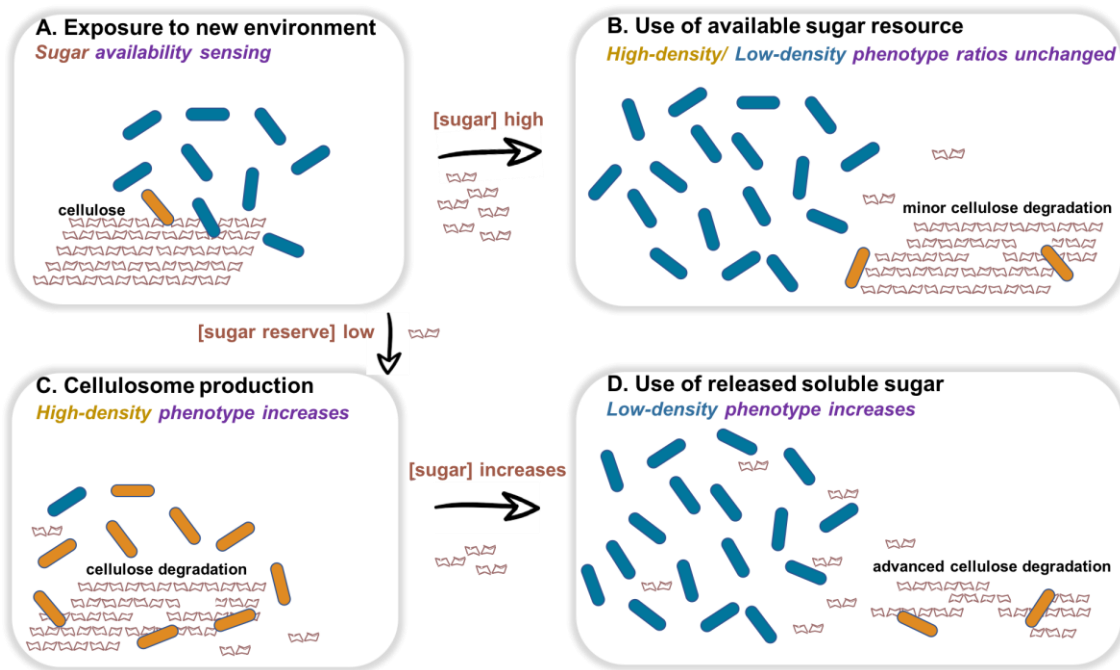 A. Exposure to new environment
Sugar availability sensing
cellulose
[sugar] high
B. Use of available sugar resource
High-density/ Low-density phenotype ratios unchanged
minor cellulose degradation
[sugar reserve] low
C. Cellulosome production
High-density phenotype increases
cellulose degradation
[sugar] increases
D. Use of released soluble sugar
Low-density phenotype increases
advanced cellulose degradation